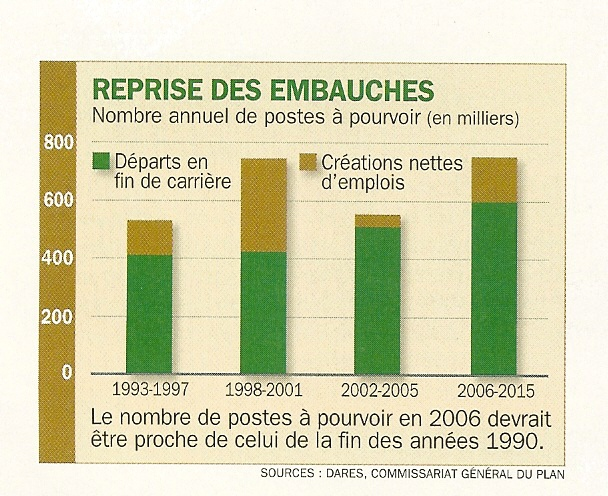 REPRISE DES EMBAUCHES
Nombre annuel de postes à pourvoir (en milliers)
800
Départs en
fin de carrière
Créations nettes
d'emplois
600
400
200
0
1993-1997
1998-2001
2002-2005
2006-2015
Le nombre de postes à pourvoir en 2006 devrait
être proche de celui de la fin des années 1990.
SOURCES : DARES, COMMISSARIAT GÉNÉRAL DU PLAN